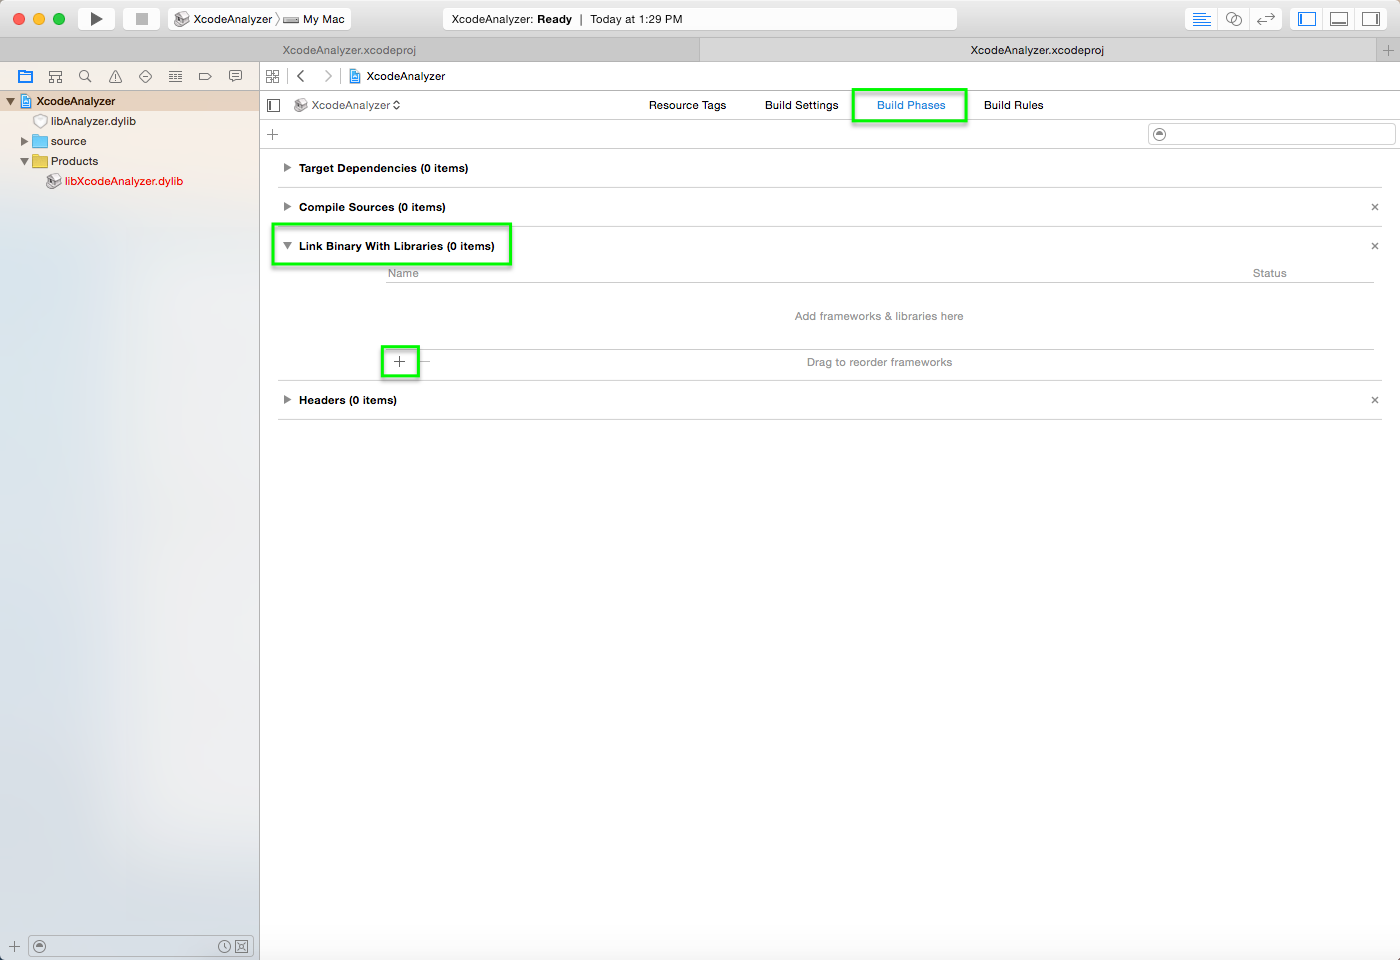 XcodeAnalyzer My Mac XcodeAnalyzer: Ready | Today at 1:29 PM
XcodeAnalyzer.xcodeproj XcodeAnalyzer.xcodeproj
XcodeAnalyzer
XcodeAnalyzer
libAnalyzer.dylib
source
Products
libXcodeAnalyzer.dylib
XcodeAnalyzer Resource Tags Build Settings Build Phases Build Rules
Target Dependencies (0 items)
Compile Sources (0 items)
Link Binary With Libraries (0 items)
Name Status
Add frameworks & libraries here
Drag to reorder frameworks
Headers (0 items)